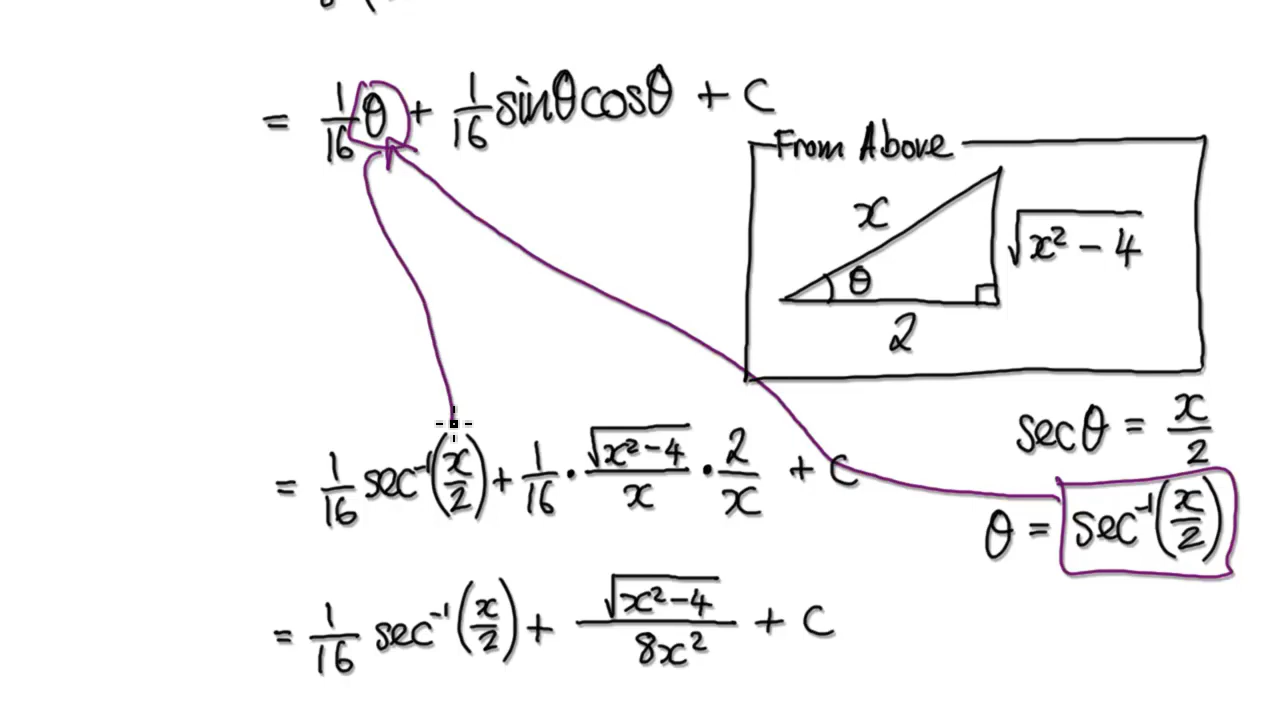 = 1/16 θ + 1/16 sinθcosθ + C
From Above
x
√(x² − 4)
θ
2
secθ = x/2
= 1/16 sec⁻¹(x/2) + 1/16 · √(x²−4)/x · 2/x + C
θ = sec⁻¹(x/2)
= 1/16 sec⁻¹(x/2) + √(x²−4)/8x² + C